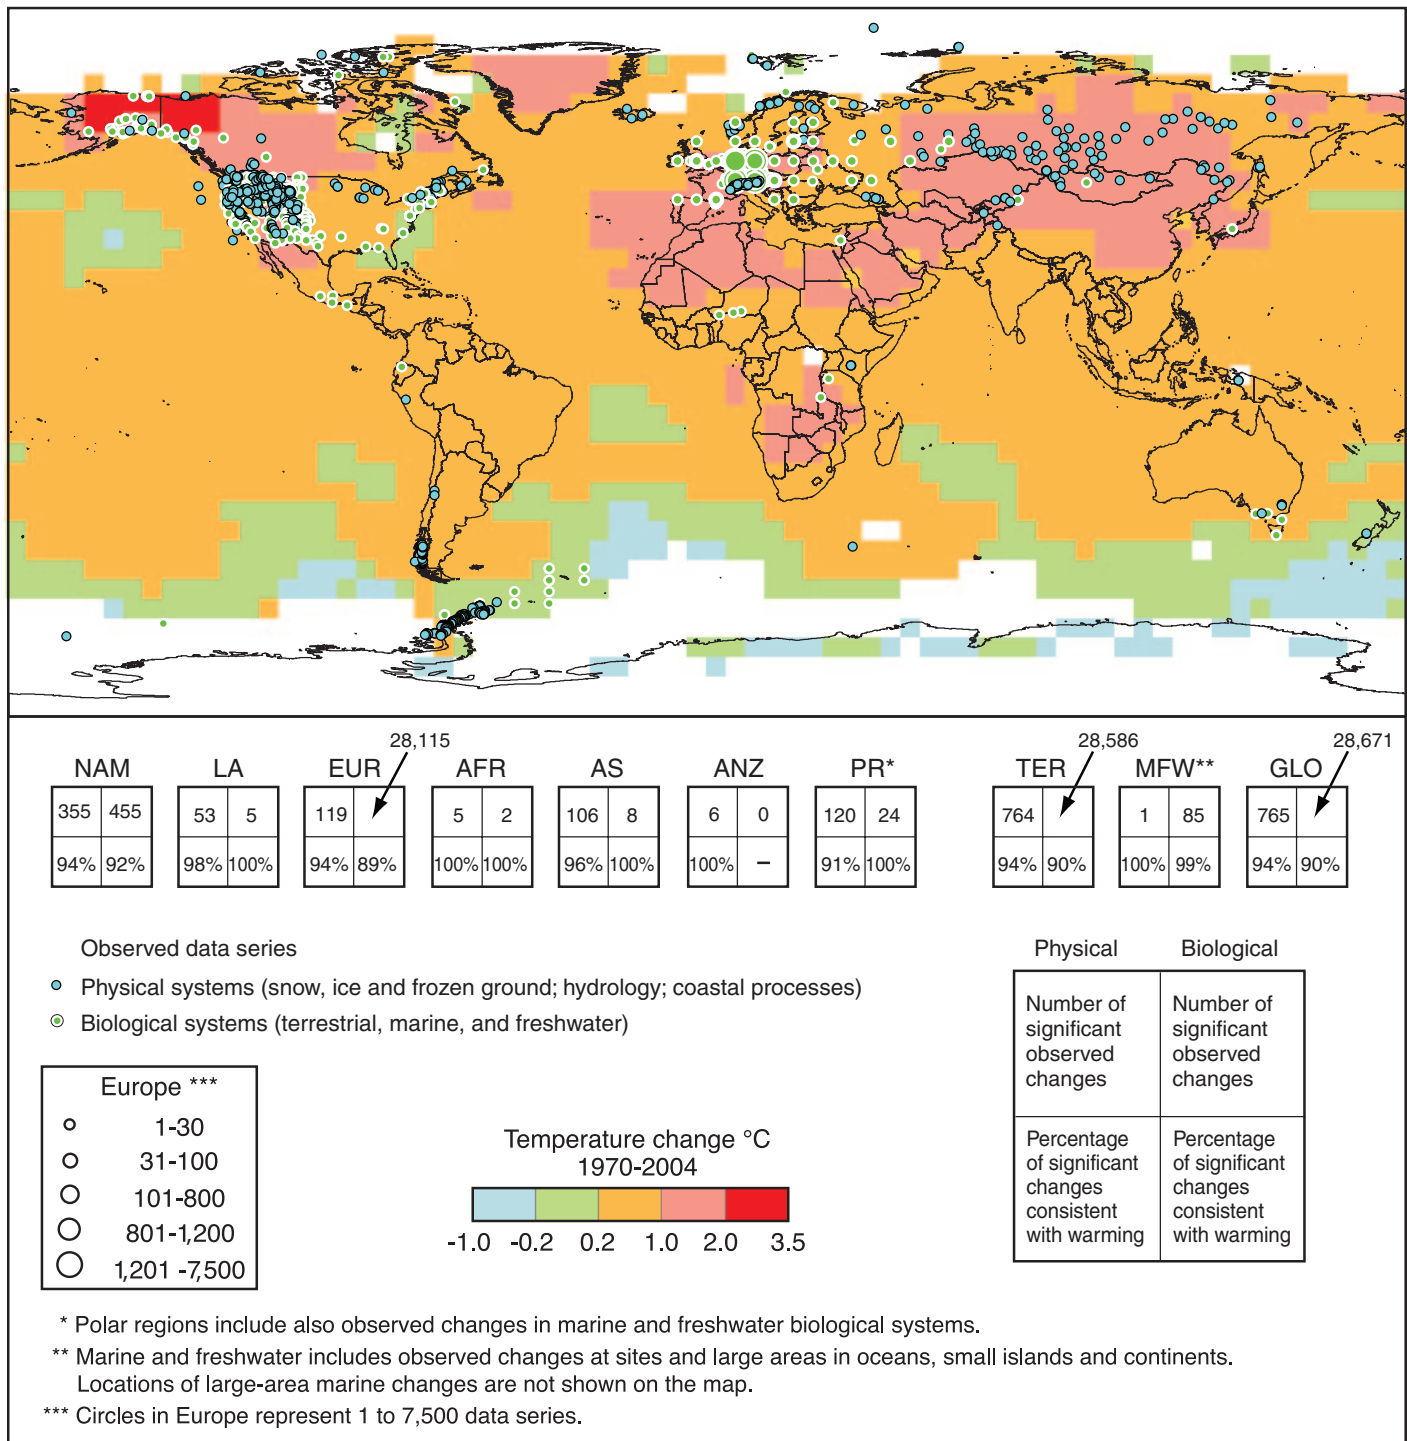 28,115
28,586
28,671
NAM LA EUR AFR AS ANZ PR* TER MFW** GLO
355 455 53 5 119 5 2 106 8 6 0 120 24 764 1 85 765
94% 92% 98% 100% 94% 89% 100% 100% 96% 100% 100% – 91% 100% 94% 90% 100% 99% 94% 90%
Observed data series
Physical systems (snow, ice and frozen ground; hydrology; coastal processes)
Biological systems (terrestrial, marine, and freshwater)
Europe ***
1-30
31-100
101-800
801-1,200
1,201 -7,500
Temperature change °C
1970-2004
-1.0 -0.2 0.2 1.0 2.0 3.5
Physical Biological
Number of
significant
observed
changes
Number of
significant
observed
changes
Percentage
of significant
changes
consistent
with warming
Percentage
of significant
changes
consistent
with warming
* Polar regions include also observed changes in marine and freshwater biological systems.
** Marine and freshwater includes observed changes at sites and large areas in oceans, small islands and continents.
Locations of large-area marine changes are not shown on the map.
*** Circles in Europe represent 1 to 7,500 data series.